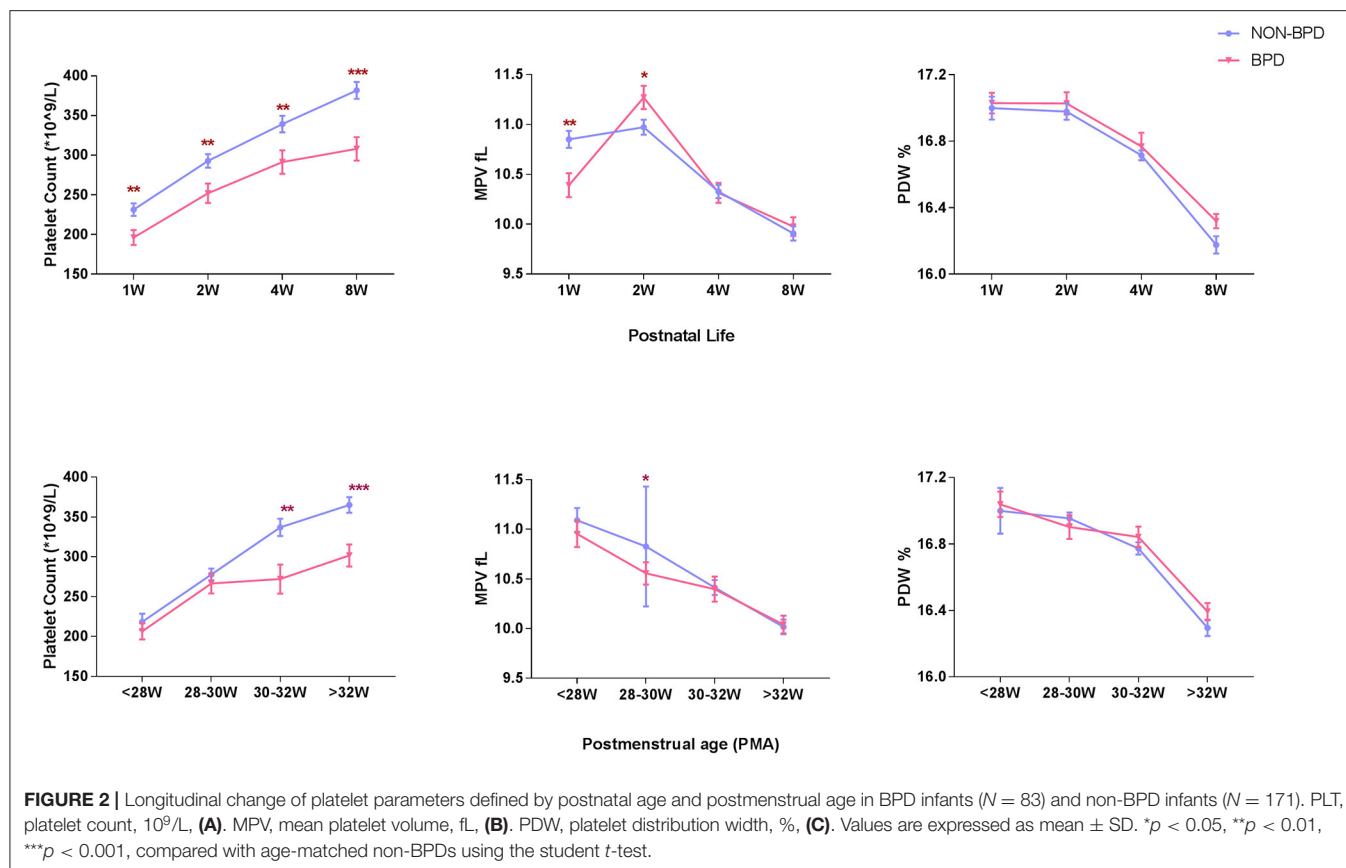 NON-BPD
BPD
Platelet Count (*10^9/L)
400
350
300
250
200
150
**
**
**
***
1W 2W 4W 8W
MPV fL
11.5
11.0
10.5
10.0
9.5
**
*
1W 2W 4W 8W
PDW %
17.2
16.8
16.4
16.0
1W 2W 4W 8W
Postnatal Life
Platelet Count (*10^9/L)
400
350
300
250
200
150
**
***
<28W 28-30W 30-32W >32W
MPV fL
11.5
11.0
10.5
10.0
9.5
*
<28W 28-30W 30-32W >32W
PDW %
17.2
16.8
16.4
16.0
<28W 28-30W 30-32W >32W
Postmenstrual age (PMA)
FIGURE 2 | Longitudinal change of platelet parameters defined by postnatal age and postmenstrual age in BPD infants (N = 83) and non-BPD infants (N = 171). PLT,
platelet count, 10⁹/L, (A). MPV, mean platelet volume, fL, (B). PDW, platelet distribution width, %, (C). Values are expressed as mean ± SD. *p < 0.05, **p < 0.01,
***p < 0.001, compared with age-matched non-BPDs using the student t-test.